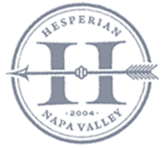 HESPERIAN
H
· 2004 ·
NAPA VALLEY